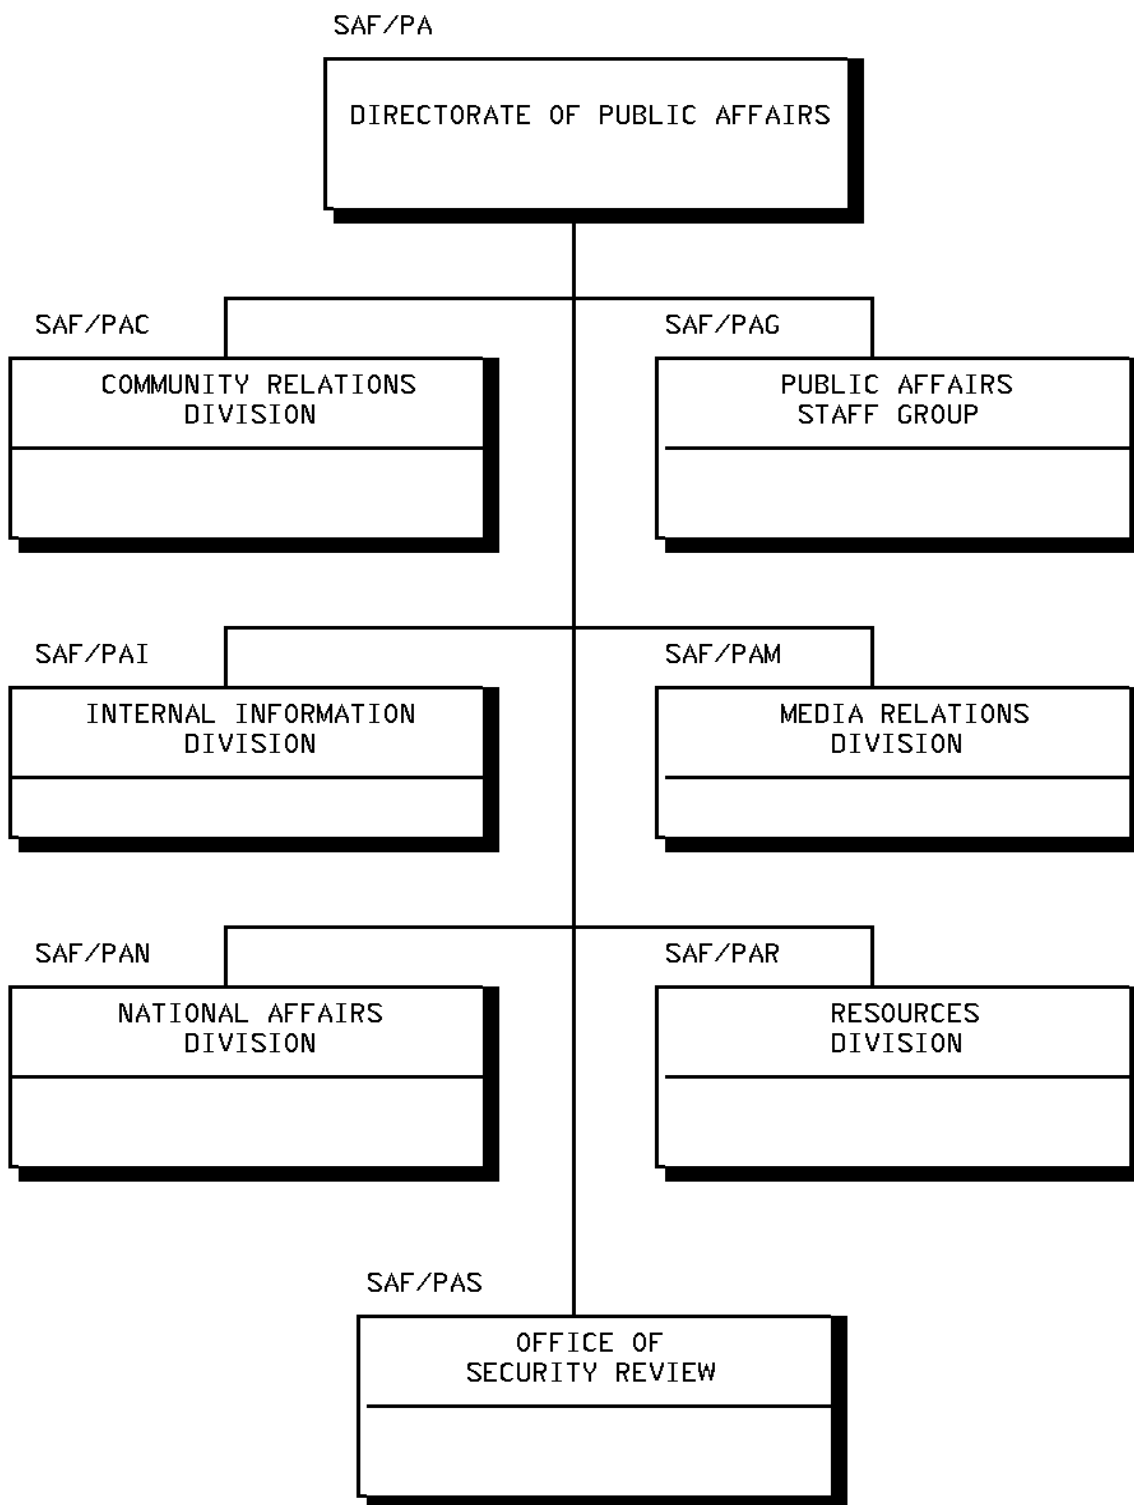 SAF/PA
DIRECTORATE OF PUBLIC AFFAIRS
SAF/PAC
COMMUNITY RELATIONS
DIVISION
SAF/PAG
PUBLIC AFFAIRS
STAFF GROUP
SAF/PAI
INTERNAL INFORMATION
DIVISION
SAF/PAM
MEDIA RELATIONS
DIVISION
SAF/PAN
NATIONAL AFFAIRS
DIVISION
SAF/PAR
RESOURCES
DIVISION
SAF/PAS
OFFICE OF
SECURITY REVIEW